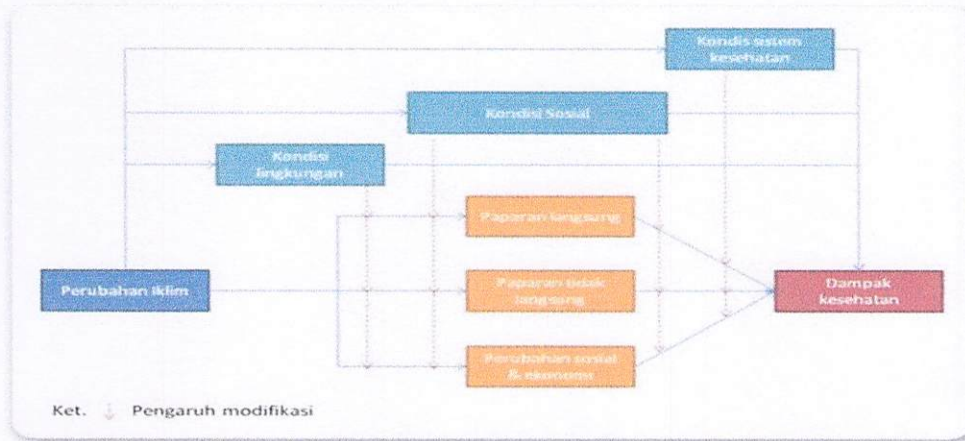 Kondis sistem
kesehatan
Kondisi Sosial
Kondisi
lingkungan
Paparan langsung
Perubahan Iklim
Paparan tidak
langsung
Dampak
kesehatan
Perubahan sosial
& ekonomi
Ket. Pengaruh modifikasi